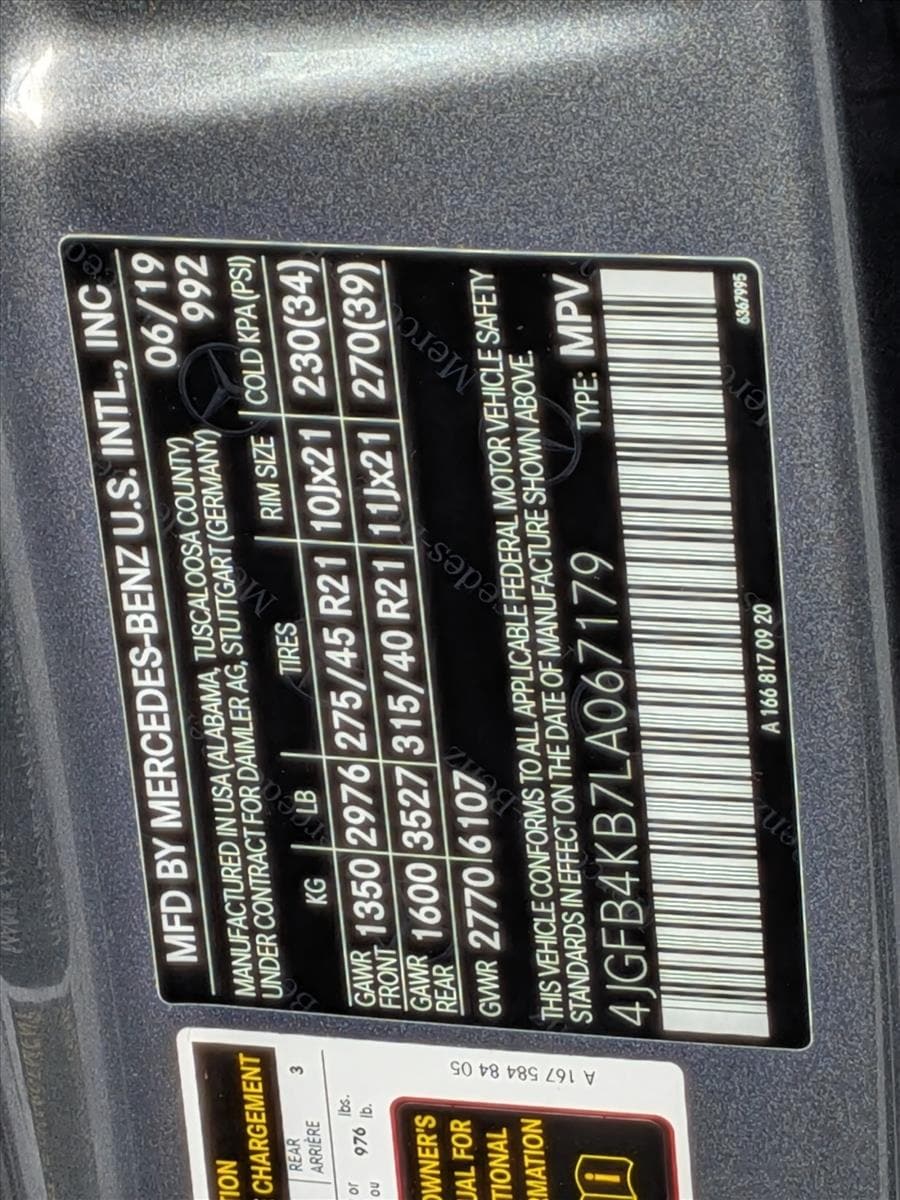 MFD BY MERCEDES-BENZ U.S. INTL., INC
06/19
MANUFACTURED IN USA (ALABAMA, TUSCALOOSA COUNTY)
992
UNDER CONTRACT FOR DAIMLER AG, STUTTGART (GERMANY)
KG LB TIRES RIM SIZE COLD KPA(PSI)
GAWR FRONT 1350 2976 275/45 R21 10Jx21 230(34)
GAWR REAR 1600 3527 315/40 R21 11Jx21 270(39)
GVWR 2770 6107
THIS VEHICLE CONFORMS TO ALL APPLICABLE FEDERAL MOTOR VEHICLE SAFETY
STANDARDS IN EFFECT ON THE DATE OF MANUFACTURE SHOWN ABOVE.
4JGFB4KB7LA067179 TYPE: MPV
A 166 817 09 20
6367995
CHARGEMENT
REAR 3
ARRIÈRE
or lbs.
ou 976 lb.
OWNER'S
FOR
A 167 584 84 05